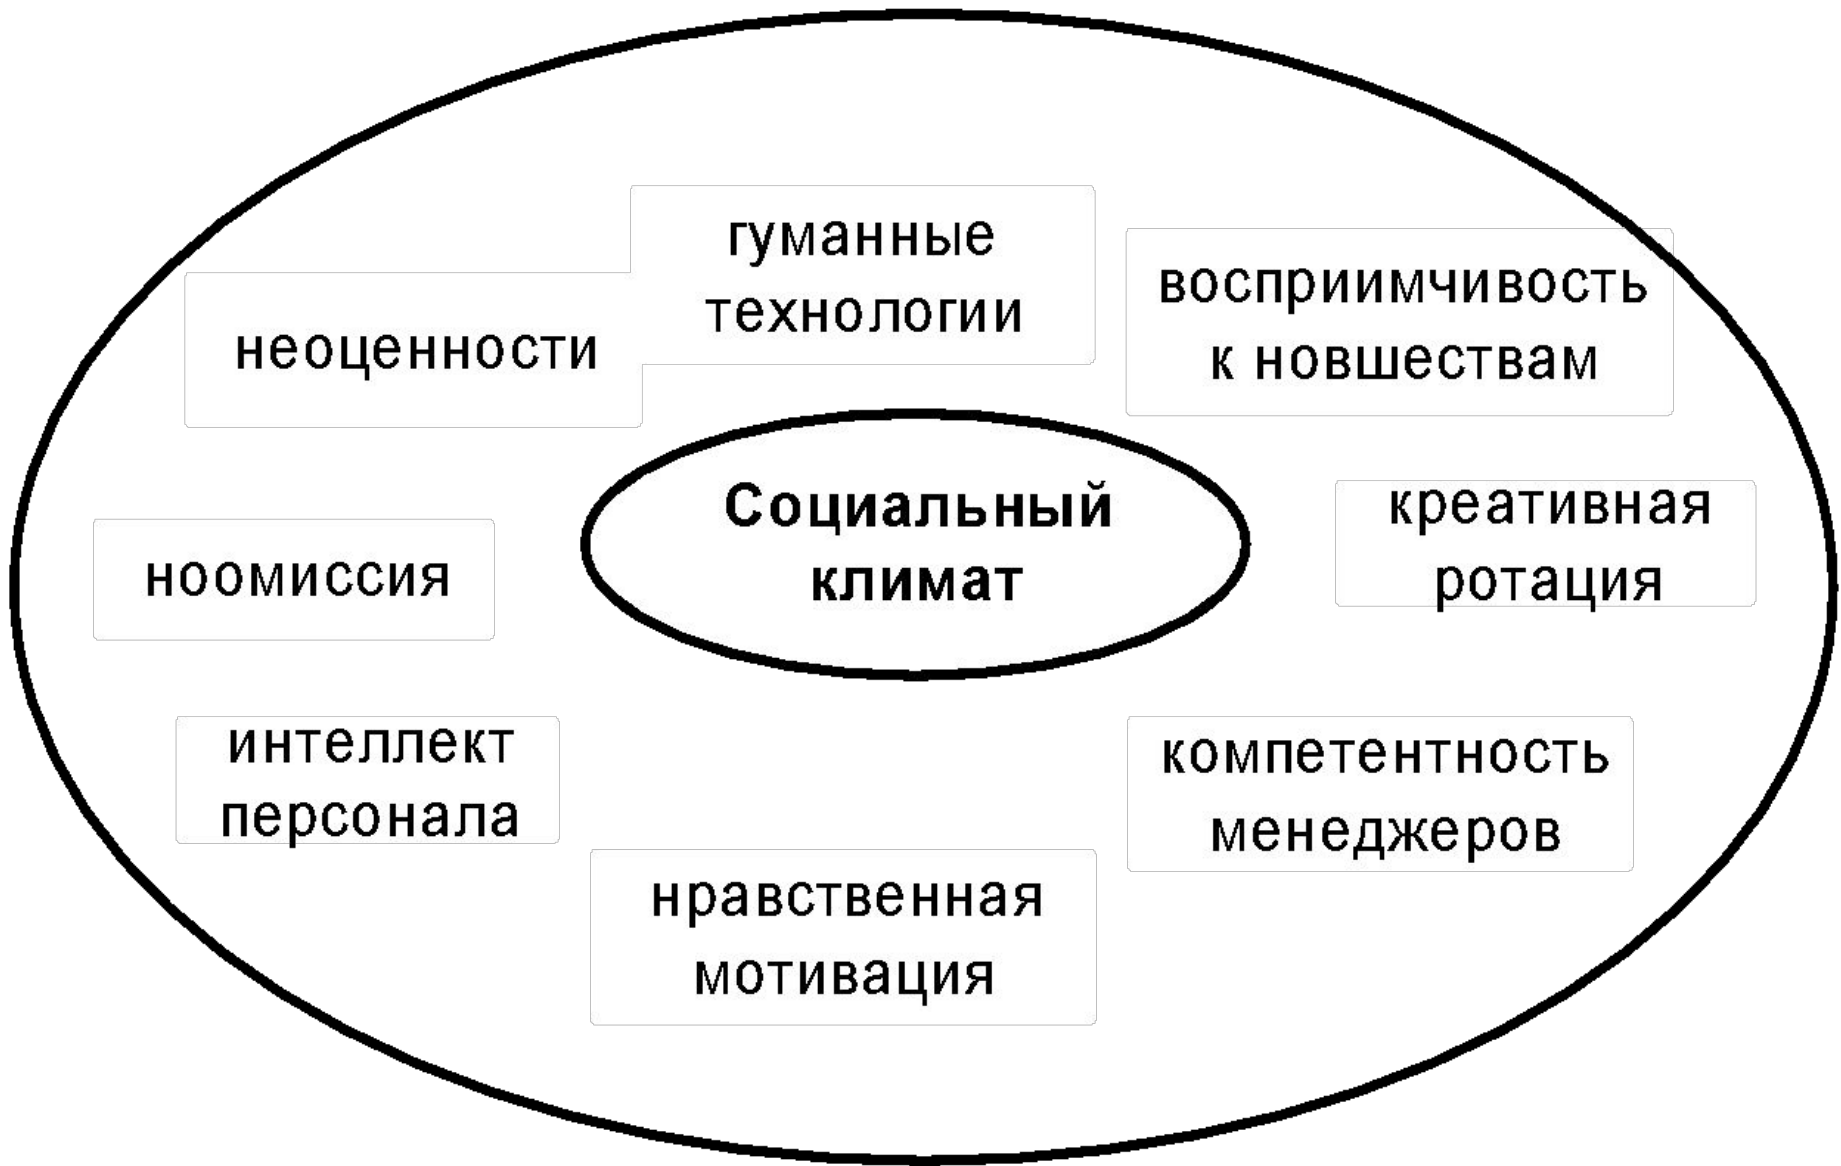 гуманные
технологии
восприимчивость
к новшествам
неоценности
Социальный
климат
креативная
ротация
ноомиссия
интеллект
персонала
компетентность
менеджеров
нравственная
мотивация